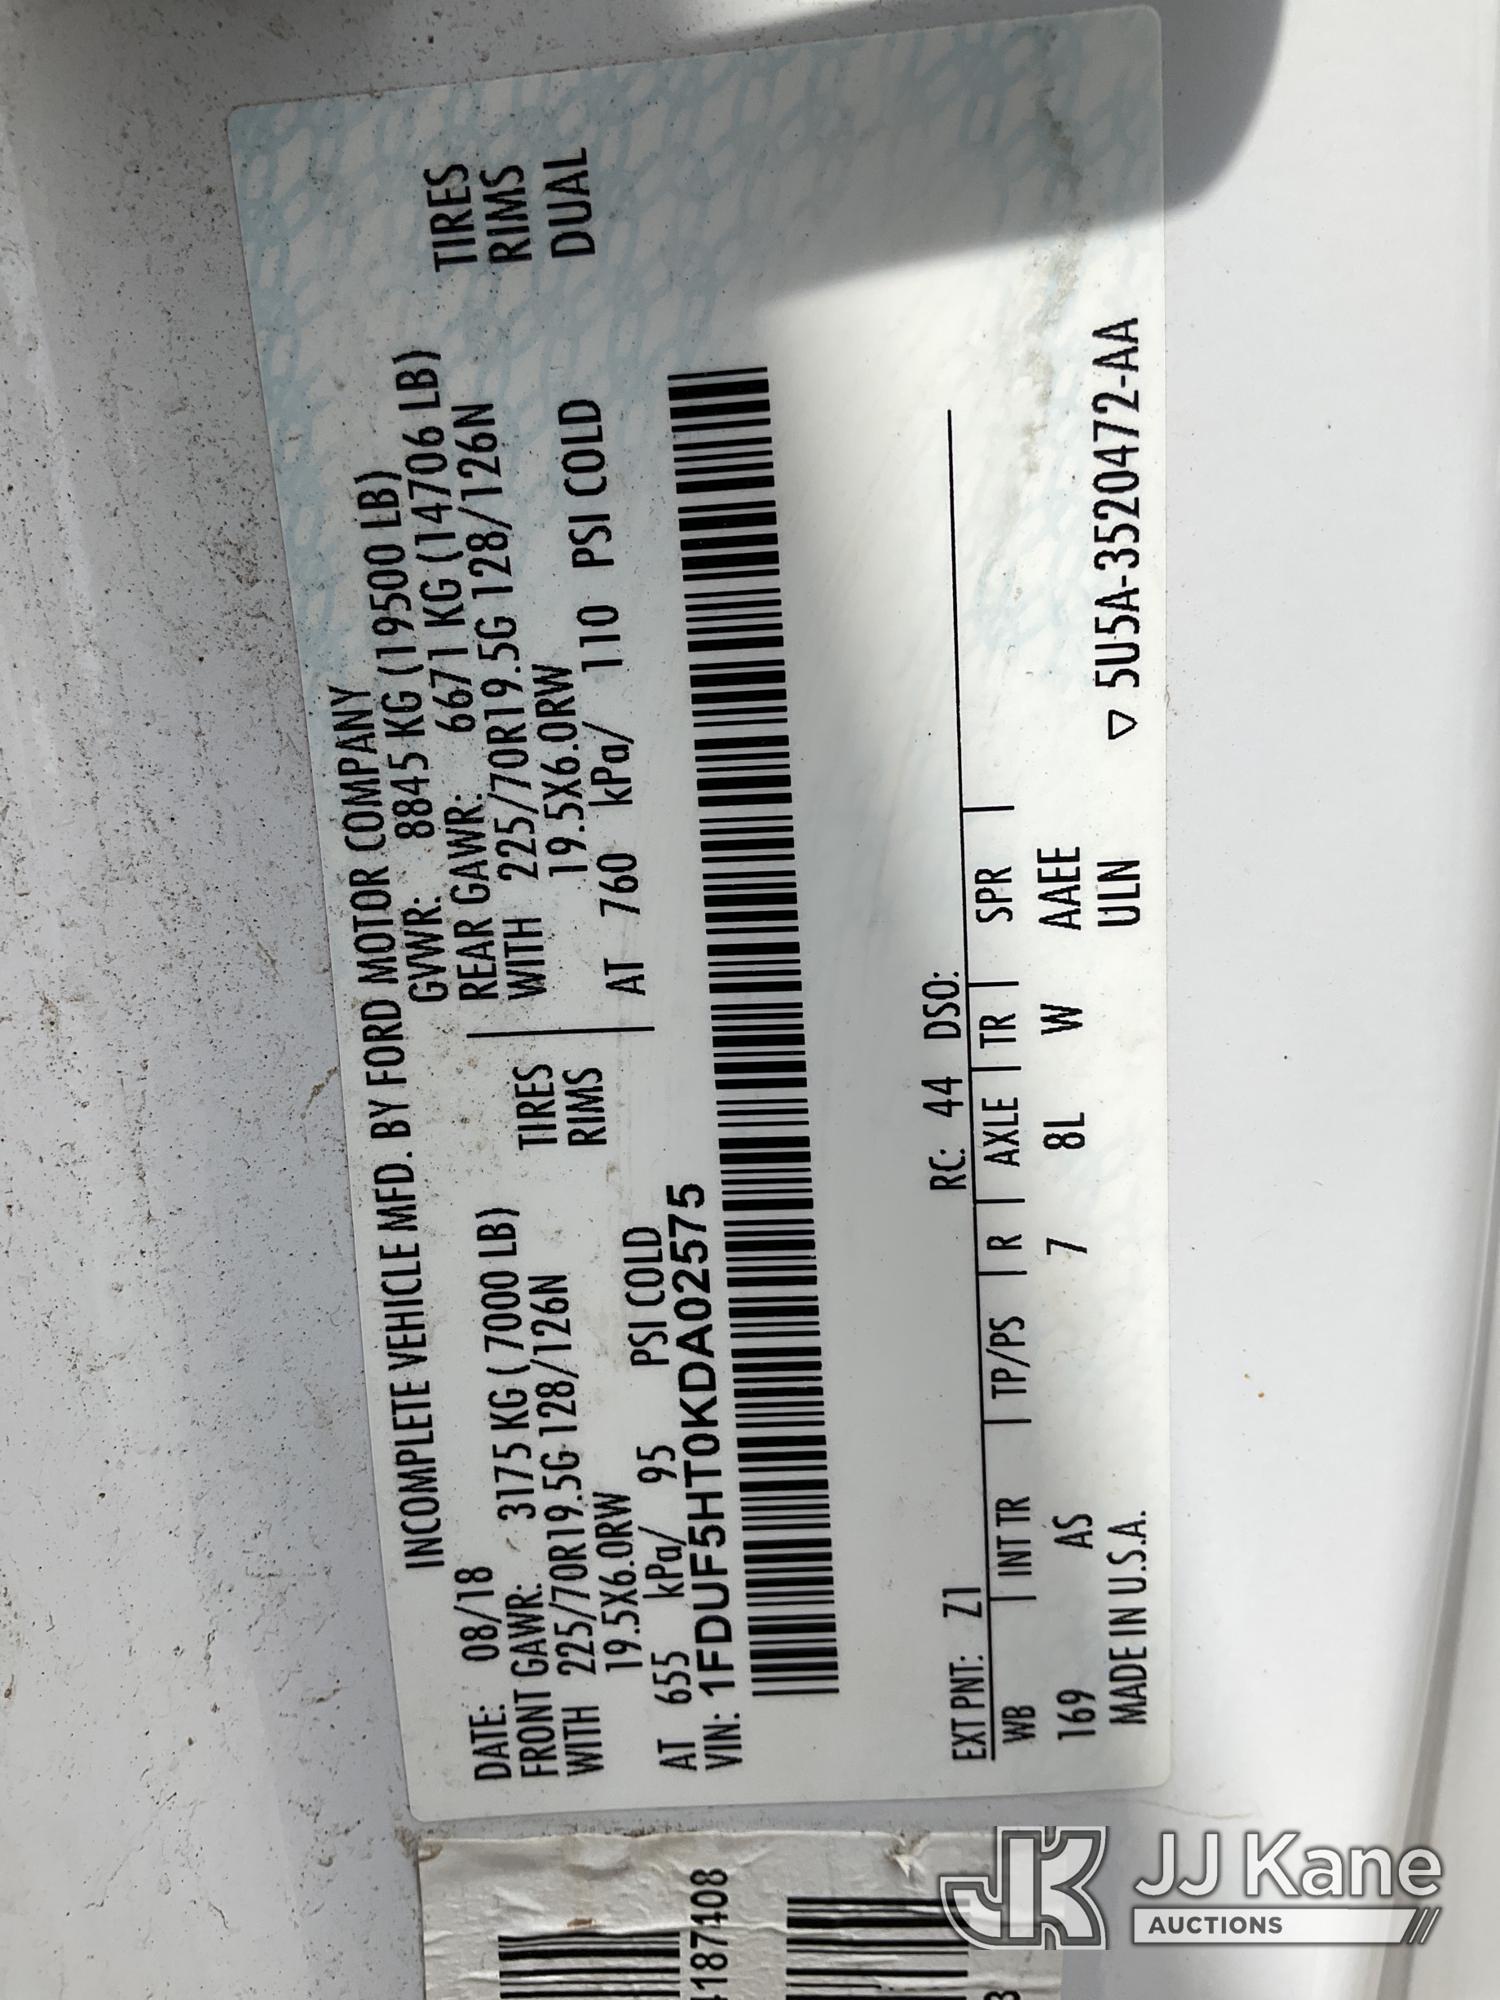 INCOMPLETE VEHICLE MFD. BY FORD MOTOR COMPANY
DATE: 08/18 GVWR: 8845 KG (19500 LB)
FRONT GAWR: 3175 KG (7000 LB) REAR GAWR: 6671 KG (14706 LB)
WITH 225/70R19.5G 128/126N TIRES WITH 225/70R19.5G 128/126N TIRES
19.5X6.0RW RIMS 19.5X6.0RW RIMS
AT 655 kPa/ 95 PSI COLD AT 760 kPa/ 110 PSI COLD DUAL
VIN: 1FDUF5HT0KDA02575
EXT PNT: Z1 RC: 44 DSO:
WB | INT TR | TP/PS | R | AXLE | TR | SPR |
169 AS 7 8L W AAEE
MADE IN U.S.A. ULN ▽ 5U5A-3520472-AA
4187408
JJ Kane
AUCTIONS